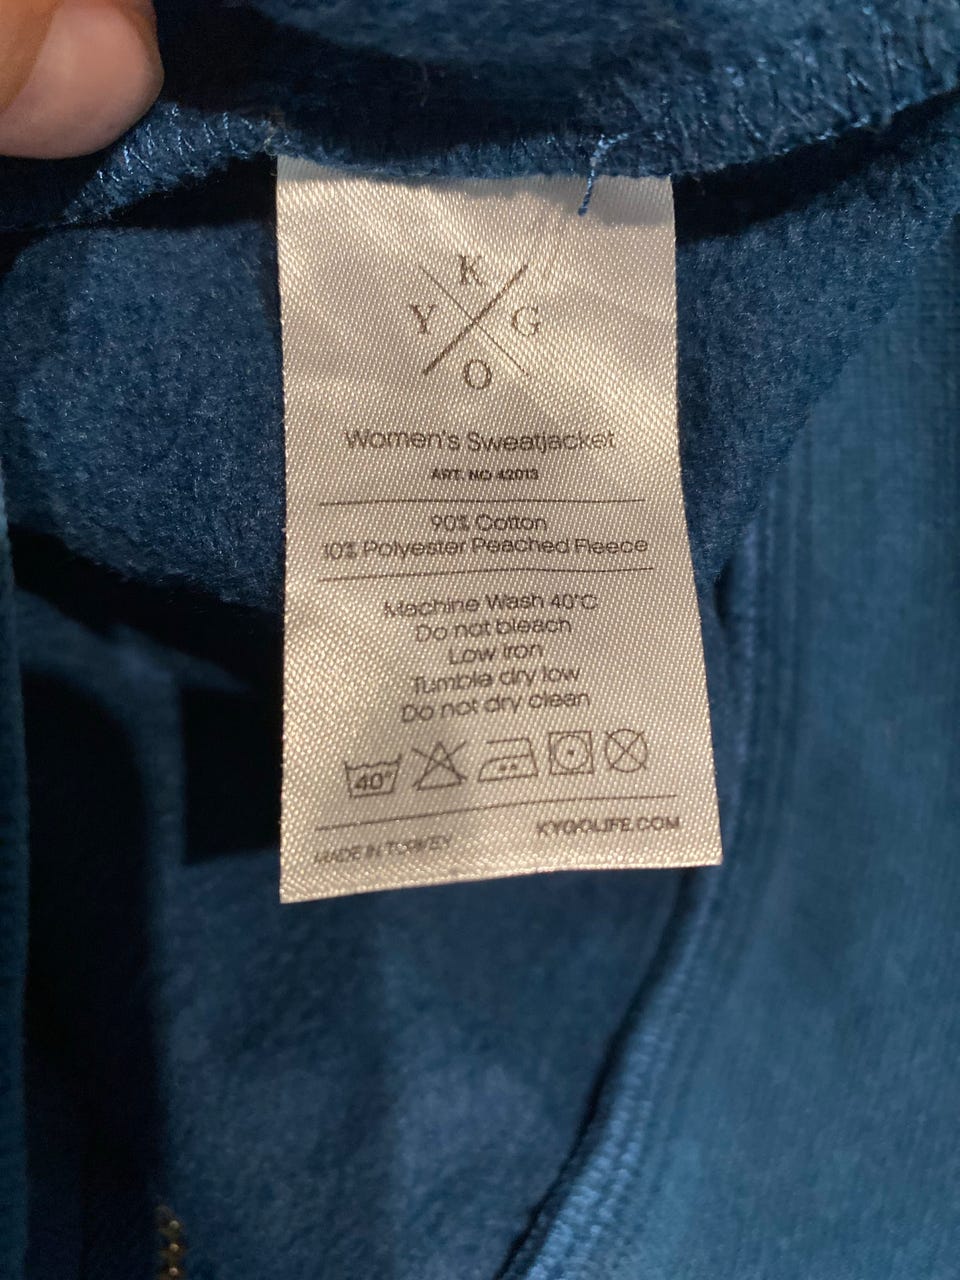 K
Y G
O
Women's Sweatjacket
ART. NO 42013
90% Cotton
10% Polyester Peached Fleece
Machine Wash 40°C
Do not bleach
Low iron
Tumble dry low
Do not dry clean
40°
MADE IN TURKEY KYGOLIFE.COM